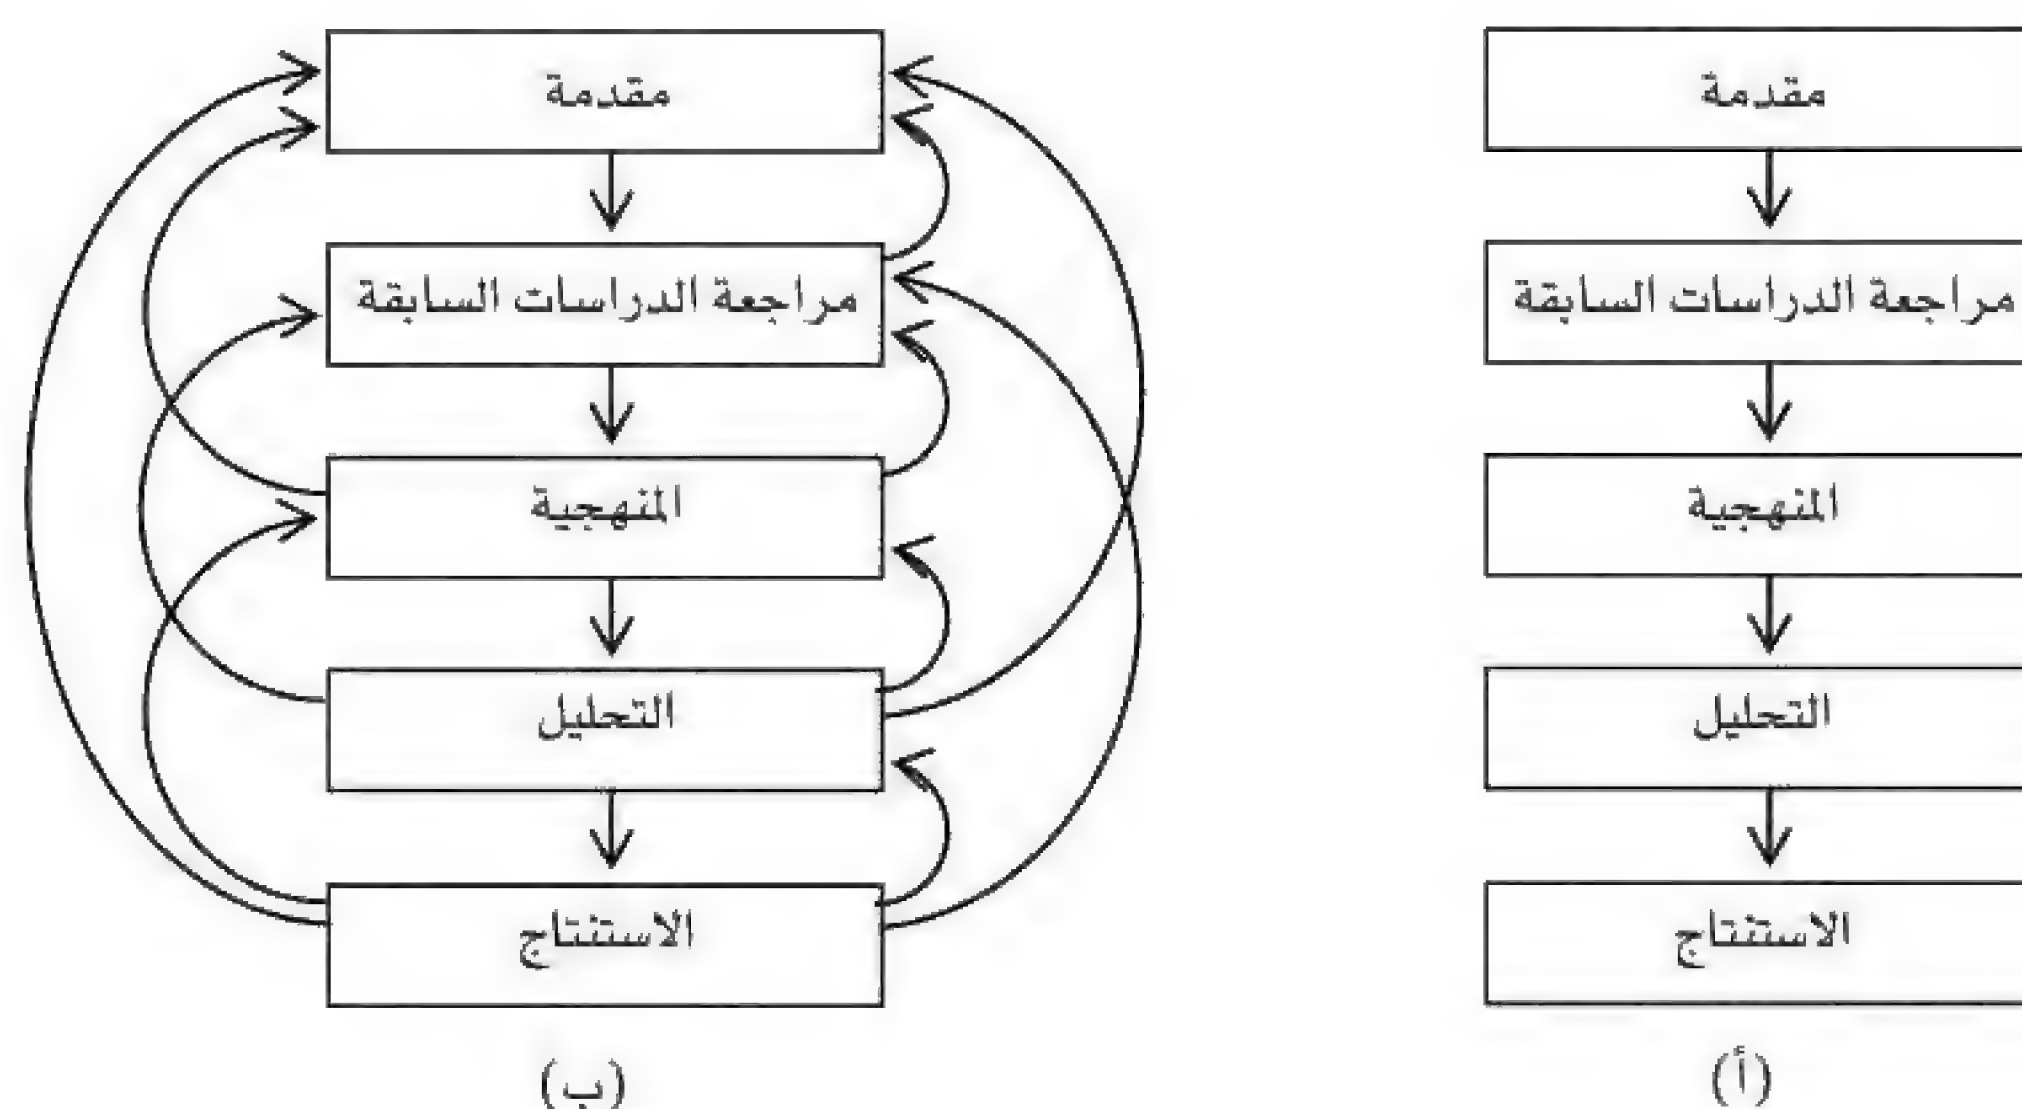 مقدمة
مراجعة الدراسات السابقة
المنهجية
التحليل
الاستنتاج
(أ)
مقدمة
مراجعة الدراسات السابقة
المنهجية
التحليل
الاستنتاج
(ب)